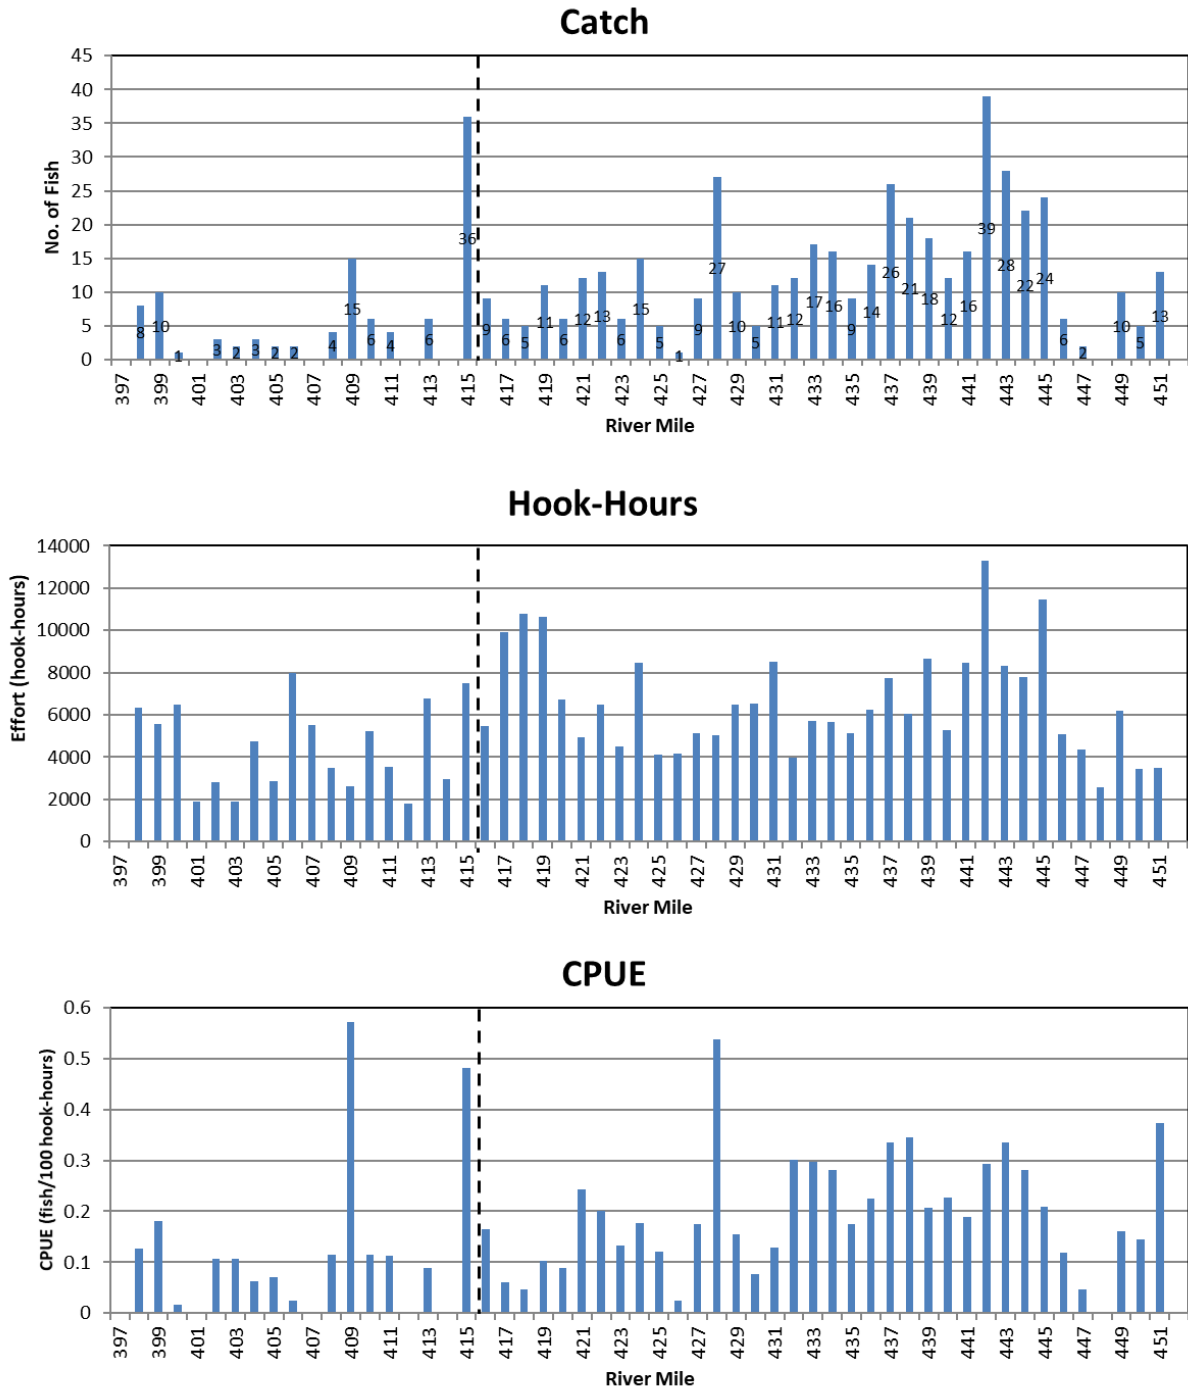 Catch
No. of Fish
45
40
35
30
25
20
15
10
5
0
8 10 1 3 2 3 2 2 4 15 6 4 6 36 9 6 5 11 6 12 13 6 15 5 1 9 27 10 5 11 12 17 16 9 14 26 21 18 12 16 39 28 22 24 6 2 10 5 13
397 399 401 403 405 407 409 411 413 415 417 419 421 423 425 427 429 431 433 435 437 439 441 443 445 447 449 451
River Mile
Hook-Hours
Effort (hook-hours)
14000
12000
10000
8000
6000
4000
2000
0
397 399 401 403 405 407 409 411 413 415 417 419 421 423 425 427 429 431 433 435 437 439 441 443 445 447 449 451
River Mile
CPUE
CPUE (fish/100 hook-hours)
0.6
0.5
0.4
0.3
0.2
0.1
0
397 399 401 403 405 407 409 411 413 415 417 419 421 423 425 427 429 431 433 435 437 439 441 443 445 447 449 451
River Mile